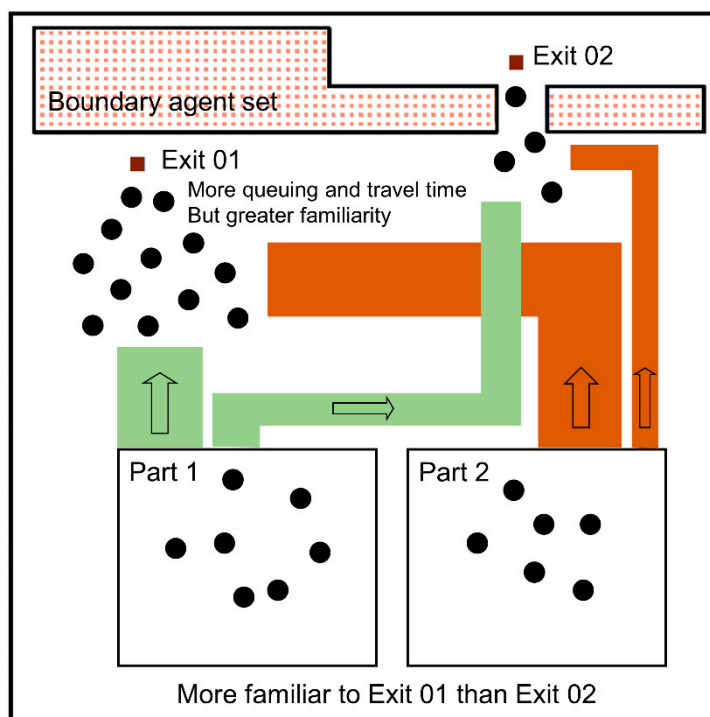 Exit 02
Boundary agent set
Exit 01
More queuing and travel time
But greater familiarity
Part 1
Part 2
More familiar to Exit 01 than Exit 02